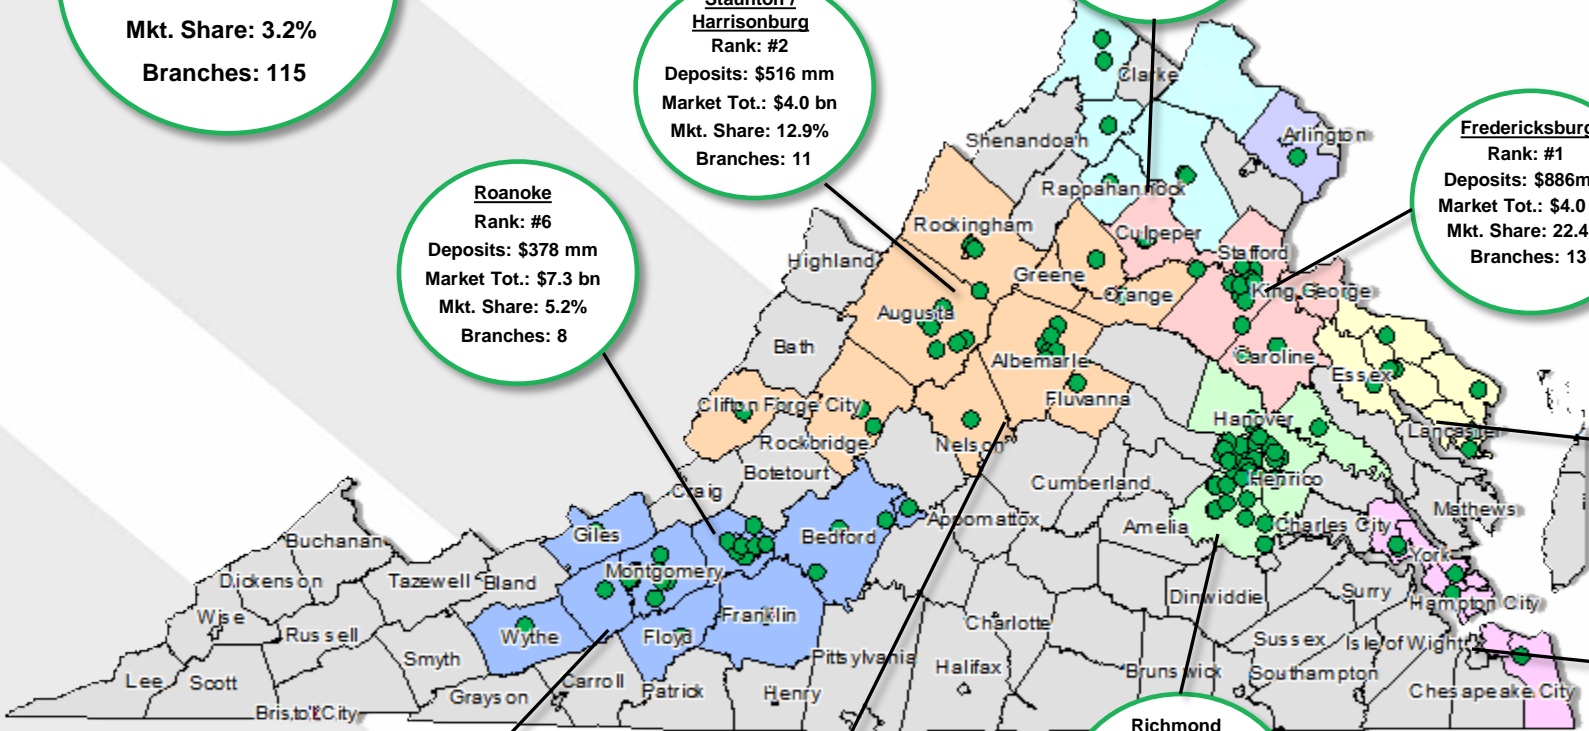 Mkt. Share: 3.2%
Branches: 115
Staunton /
Harrisonburg
Rank: #2
Deposits: $516 mm
Market Tot.: $4.0 bn
Mkt. Share: 12.9%
Branches: 11
Roanoke
Rank: #6
Deposits: $378 mm
Market Tot.: $7.3 bn
Mkt. Share: 5.2%
Branches: 8
Fredericksburg
Rank: #1
Deposits: $886m
Market Tot.: $4.0
Mkt. Share: 22.4
Branches: 13
Richmond
Clarke
Arlington
Shenandoah
Rappahannock
Rockingham
Culpeper
Stafford
Highland
Greene
Orange
King George
Augusta
Bath
Albemarle
Caroline
Essex
Clifton Forge City
Fluvanna
Rockbridge
Nelson
Hanover
Lancaster
Botetourt
Craig
Cumberland
Henrico
Appomattox
Amelia
Charles City
Mathews
Buchanan
Giles
Bedford
York
Dickenson
Tazewell
Bland
Montgomery
Dinwiddie
Surry
Hampton City
Wise
Russell
Wythe
Floyd
Franklin
Charlotte
Sussex
Isle of Wight
Smyth
Pittsylvania
Halifax
Brunswick
Southampton
Lee
Scott
Grayson
Carroll
Patrick
Henry
Chesapeake City
Bristol City